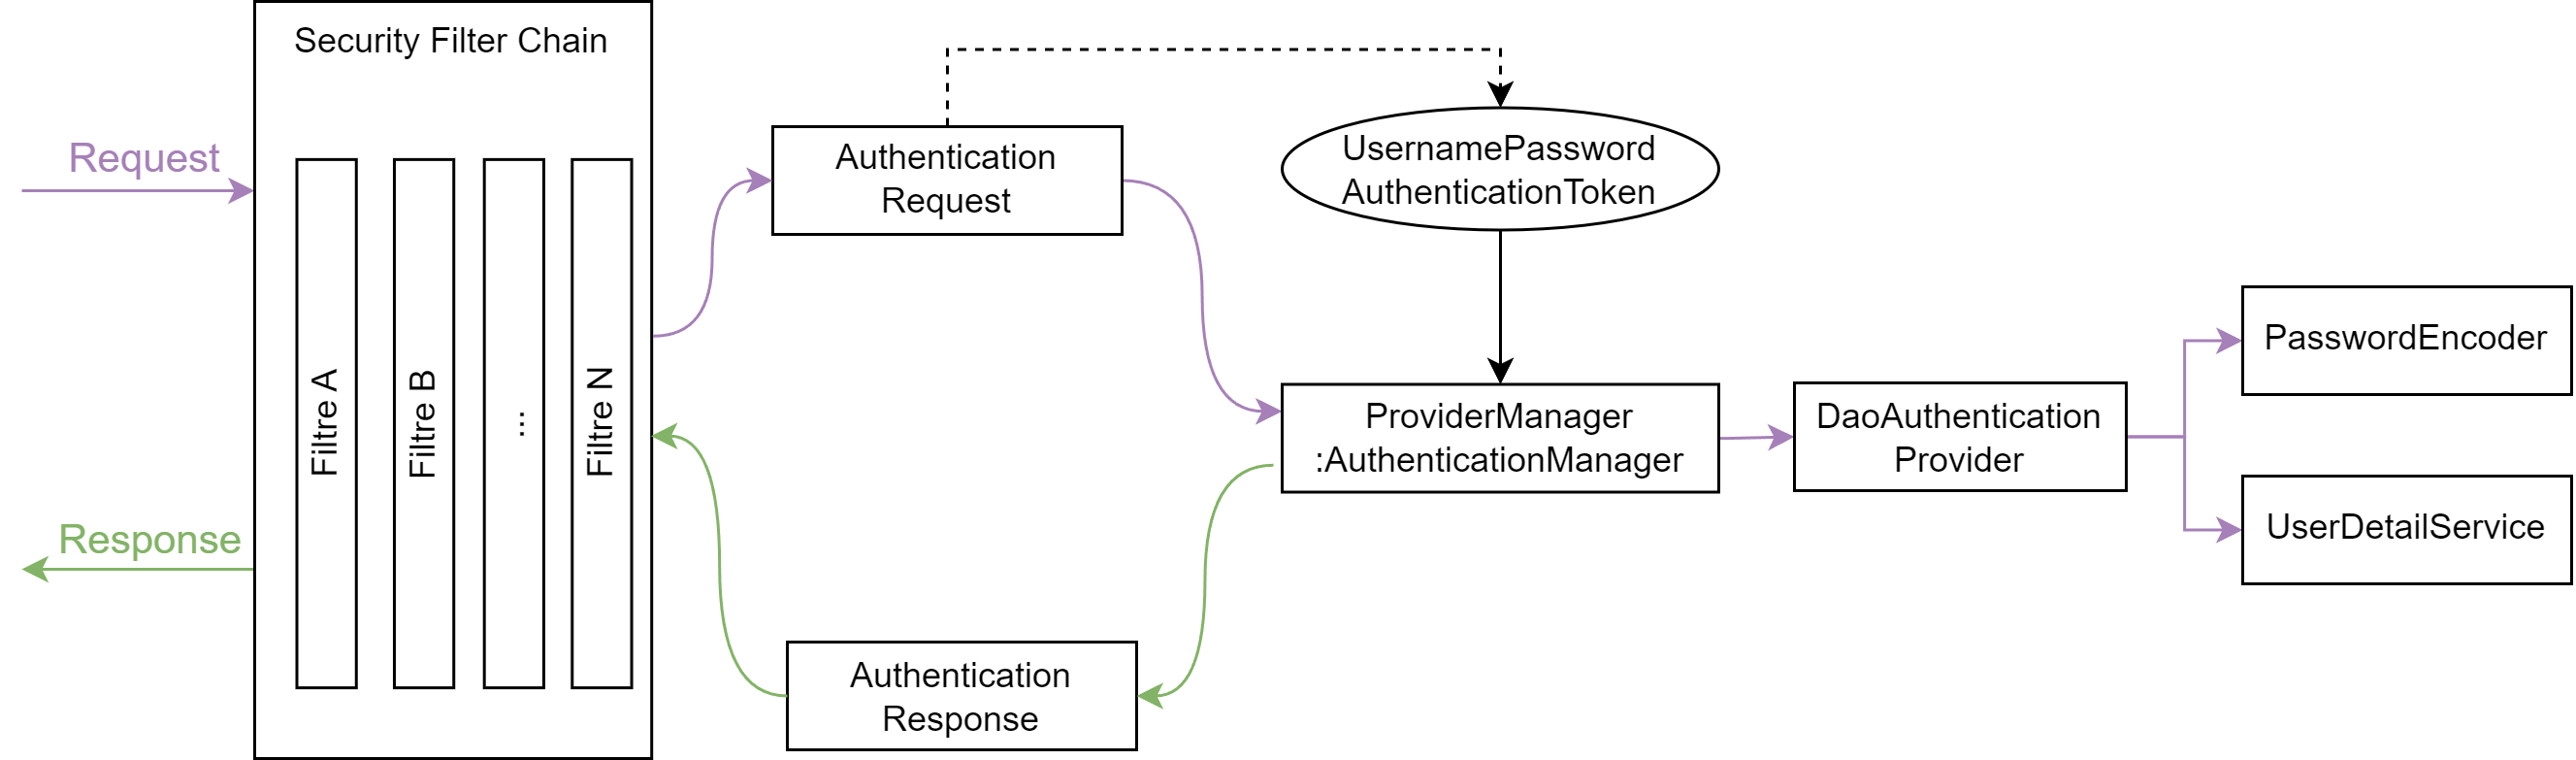 Security Filter Chain
Request
Filtre A
Filtre B
...
Filtre N
Response
Authentication
Request
UsernamePassword
AuthenticationToken
ProviderManager
:AuthenticationManager
DaoAuthentication
Provider
PasswordEncoder
UserDetailService
Authentication
Response